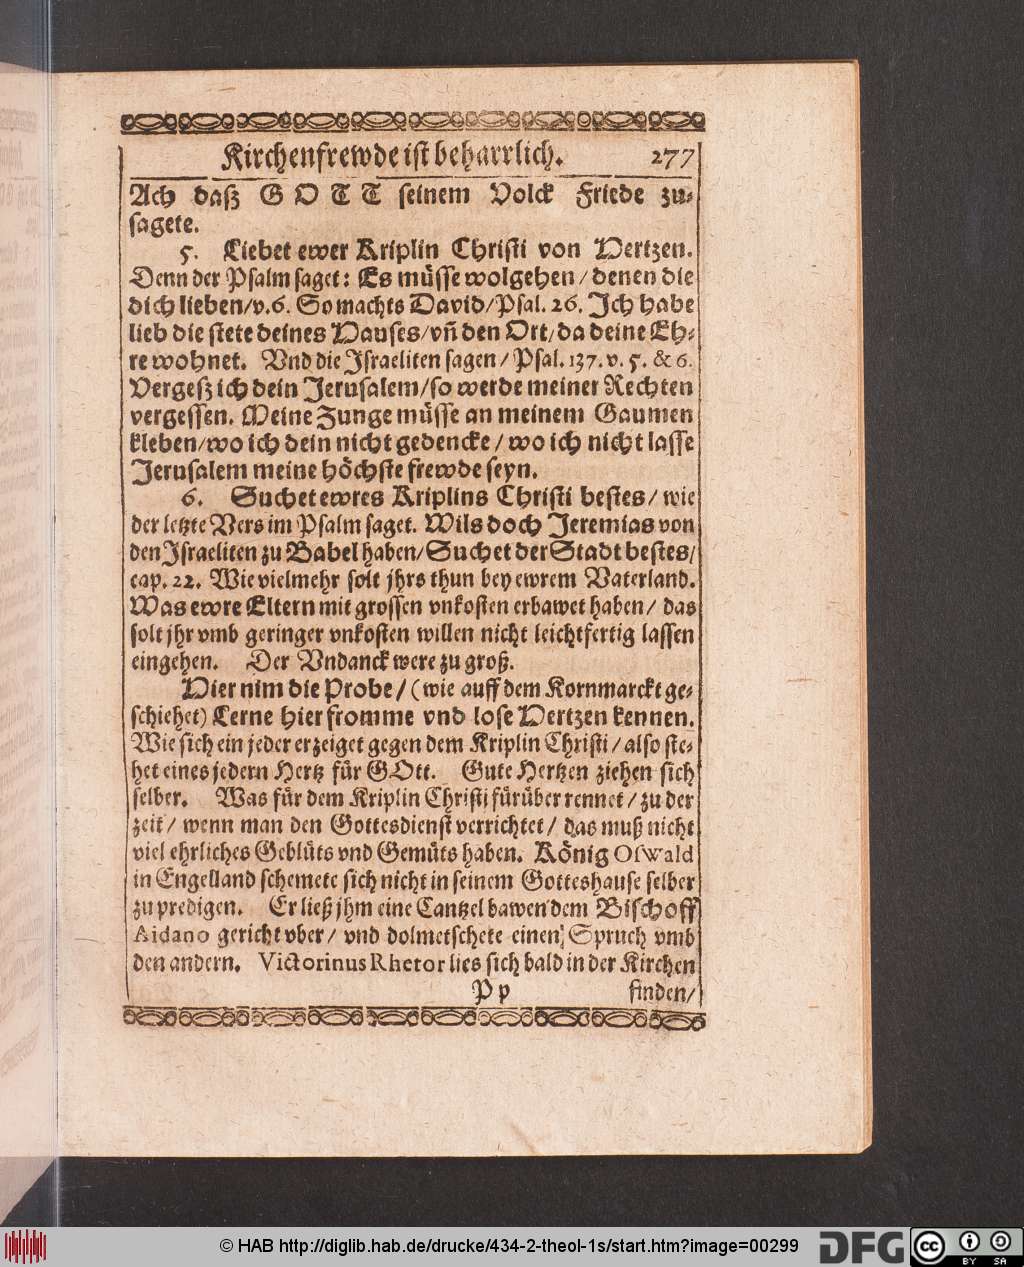 Kirchenfrewde ist beharrlich. 277
Ach daß GOTT seinem Volck Friede zu-
sagete.
5. Liebet ewer Kriplin Christi von Hertzen.
Denn der Psalm saget: Es müsse wolgehen / denen die
dich lieben/v.6. So machts David/Psal. 26. Ich habe
lieb die stete deines Hauses/vñ den Ort/da deine Eh-
re wohnet. Vnd die Israeliten sagen / Psal. 137. v. 5. & 6.
Vergeß ich dein Jerusalem/so werde meiner Rechten
vergessen. Meine Zunge müsse an meinem Gaumen
kleben/wo ich dein nicht gedencke / wo ich nicht lasse
Jerusalem meine höchste frewde seyn.
6. Suchet ewres Kriplins Christi bestes / wie
der letzte Vers im Psalm saget. Wils doch Jeremias von
den Israeliten zu Babel haben/Suchet der Stadt bestes/
cap. 22. Wie vielmehr solt jhrs thun bey ewrem Vaterland.
Was ewre Eltern mit grossen vnkosten erbawet haben / das
solt jhr vmb geringer vnkosten willen nicht leichtfertig lassen
eingehen. Der Vndanck were zu groß.
Hier nim die Probe / (wie auff dem Kornmarckt ge-
schiehet) Lerne hier fromme vnd lose Hertzen kennen.
Wie sich ein jeder erzeiget gegen dem Kriplin Christi / also ste-
het eines jedern Hertz für GOtt. Gute Hertzen ziehen sich
selber. Was für dem Kriplin Christi fürüber rennet / zu der
zeit / wenn man den Gottesdienst verrichtet / das muß nicht
viel ehrliches Geblüts vnd Gemüts haben. König Oswald
in Engelland schemete sich nicht in seinem Gotteshause selber
zu predigen. Er ließ jhm eine Cantzel bawen dem Bischoff
Aidano gericht vber / vnd dolmetschete einen Spruch vmb
den andern. Victorinus Rhetor lies sich bald in der Kirchen
Pp finden/
© HAB http://diglib.hab.de/drucke/434-2-theol-1s/start.htm?image=00299
DFG
cc BY SA